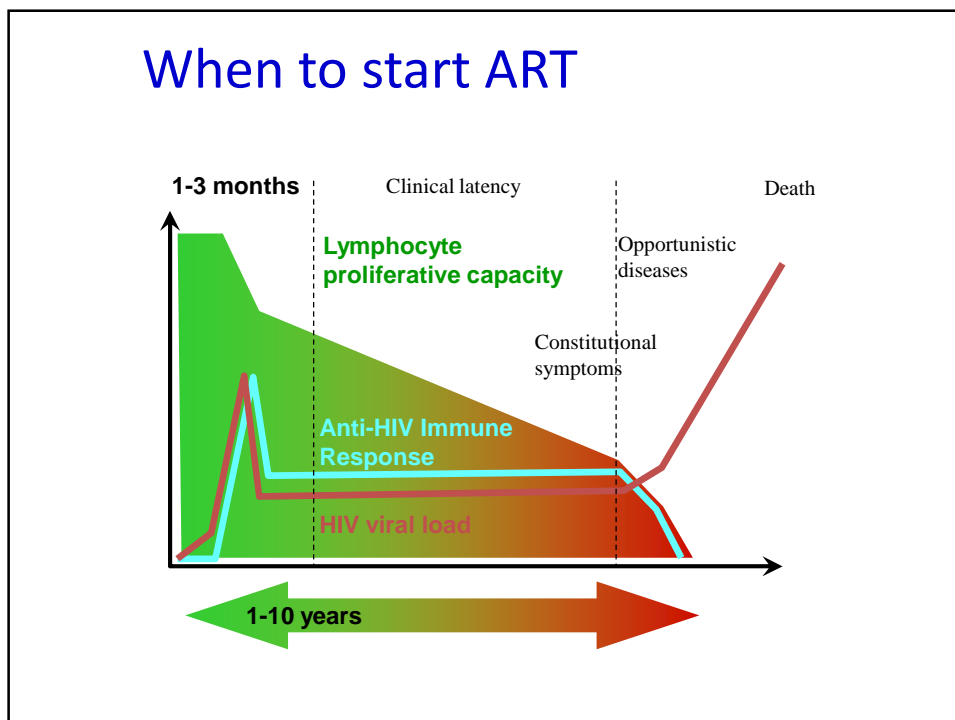 When to start ART
1-3 months
Clinical latency
Death
Lymphocyte
proliferative capacity
Opportunistic
diseases
Constitutional
symptoms
Anti-HIV Immune
Response
HIV viral load
1-10 years